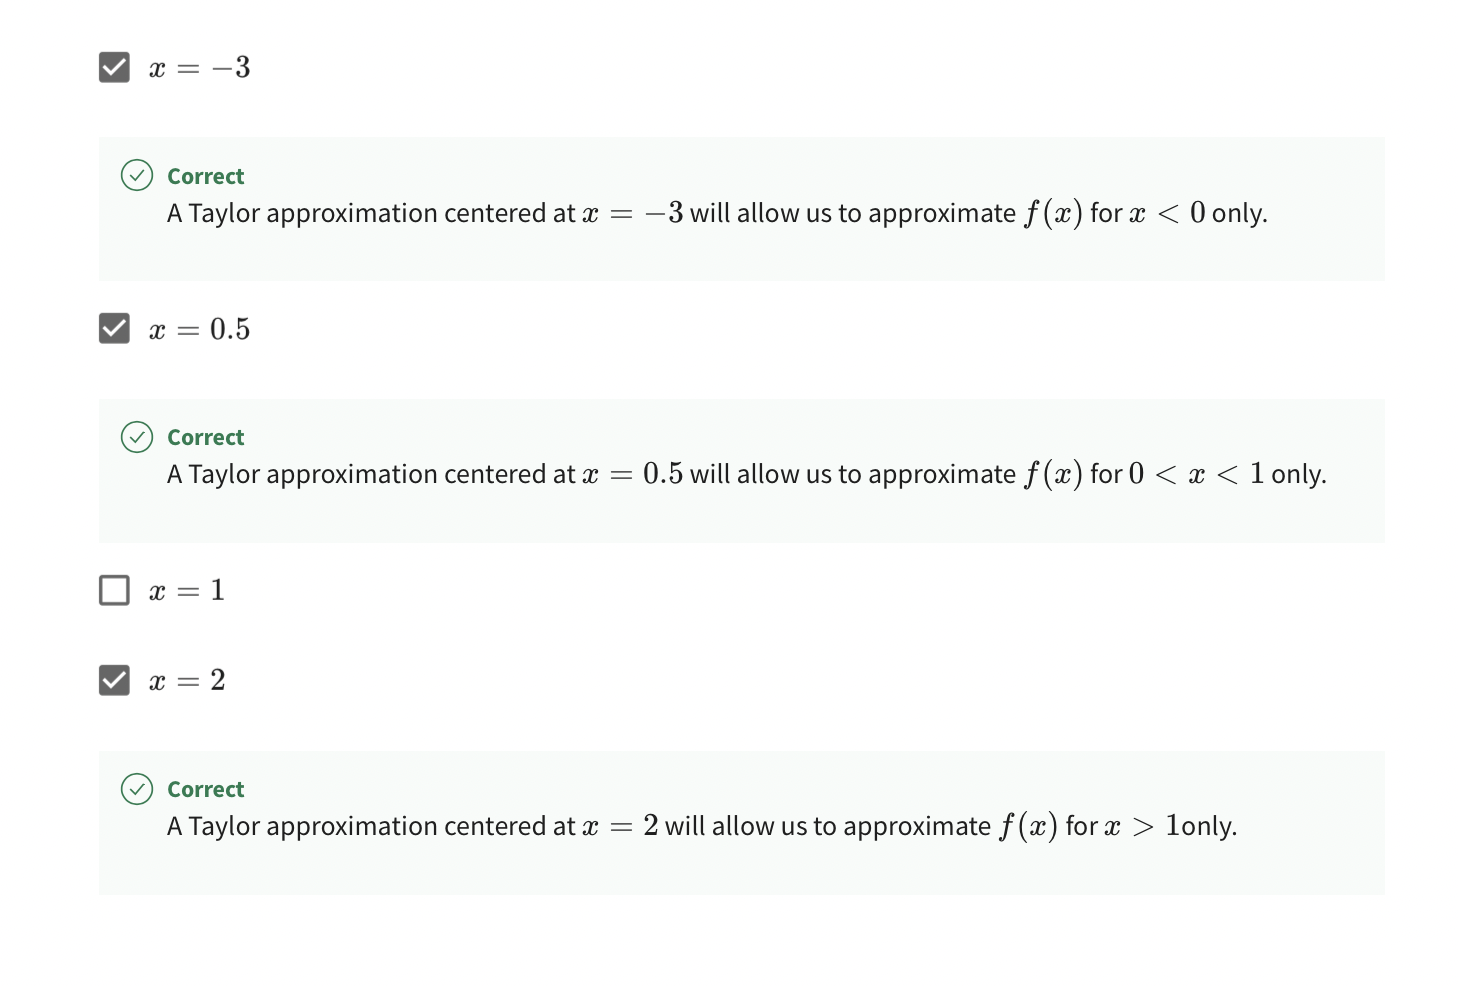 x = −3
Correct
A Taylor approximation centered at x = −3 will allow us to approximate f(x) for x < 0 only.
x = 0.5
Correct
A Taylor approximation centered at x = 0.5 will allow us to approximate f(x) for 0 < x < 1 only.
x = 1
x = 2
Correct
A Taylor approximation centered at x = 2 will allow us to approximate f(x) for x > 1only.